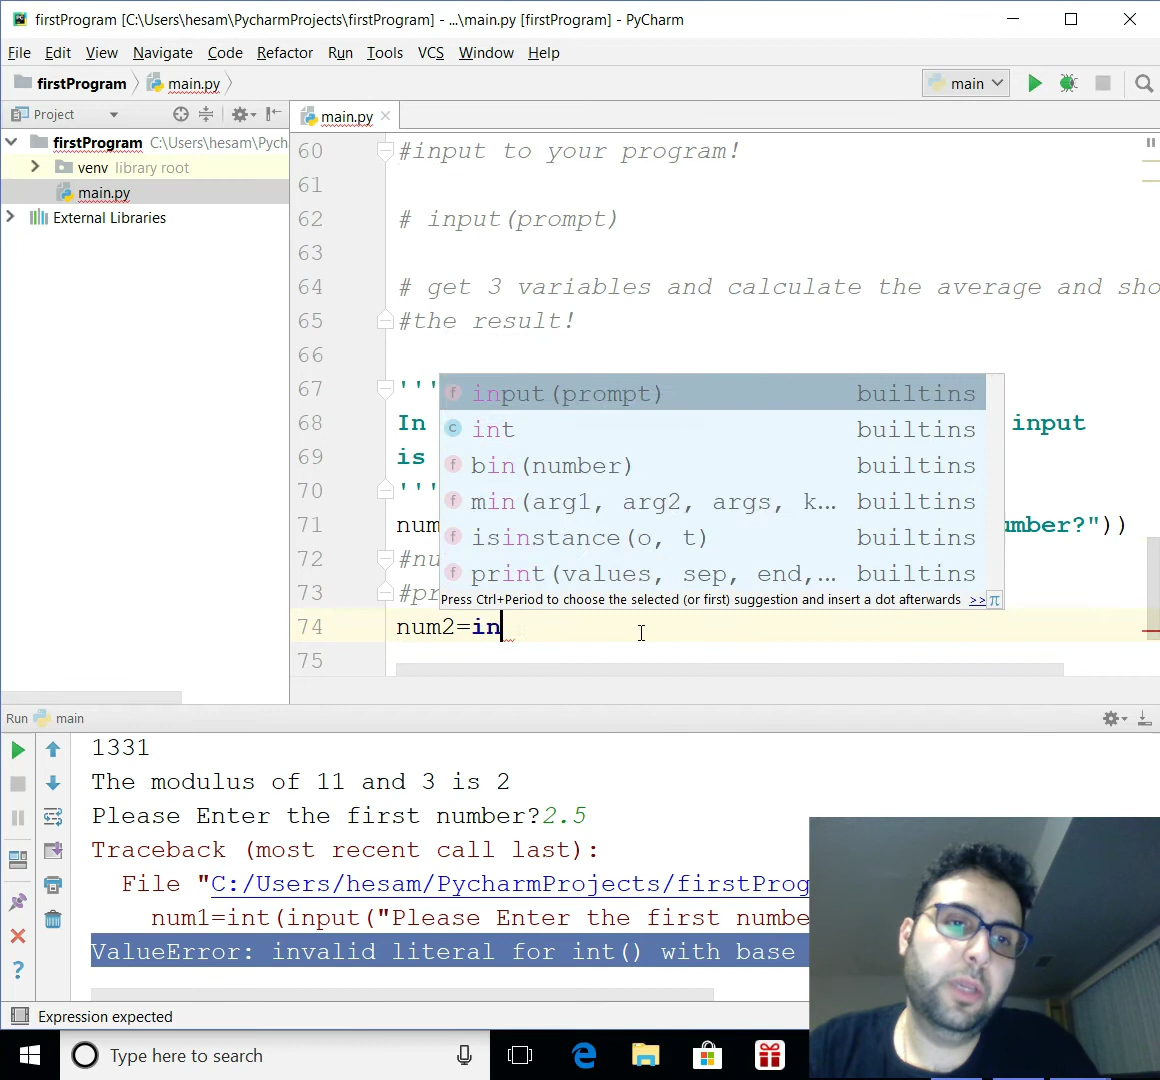 firstProgram [C:\Users\hesam\PycharmProjects\firstProgram] - ...\main.py [firstProgram] - PyCharm
File Edit View Navigate Code Refactor Run Tools VCS Window Help
firstProgram main.py main
Project main.py
firstProgram C:\Users\hesam\Pych
venv library root
main.py
External Libraries
60 #input to your program!
61
62 # input(prompt)
63
64 # get 3 variables and calculate the average and sho
65 #the result!
66
67 '''
68 In input
69 is
70 '''
71 num umber?"))
72 #nu
73 #pr
74 num2=in
75
input(prompt) builtins
int builtins
bin(number) builtins
min(arg1, arg2, args, k... builtins
isinstance(o, t) builtins
print(values, sep, end,... builtins
Press Ctrl+Period to choose the selected (or first) suggestion and insert a dot afterwards >> π
Run main
1331
The modulus of 11 and 3 is 2
Please Enter the first number?2.5
Traceback (most recent call last):
File "C:/Users/hesam/PycharmProjects/firstProg
num1=int(input("Please Enter the first numbe
ValueError: invalid literal for int() with base
Expression expected
Type here to search